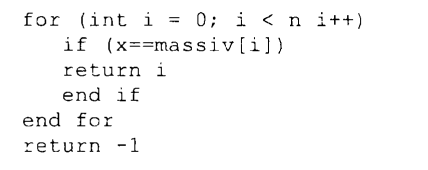 for (int i = 0; i < n i++)
if (x==massiv[i])
return i
end if
end for
return -1